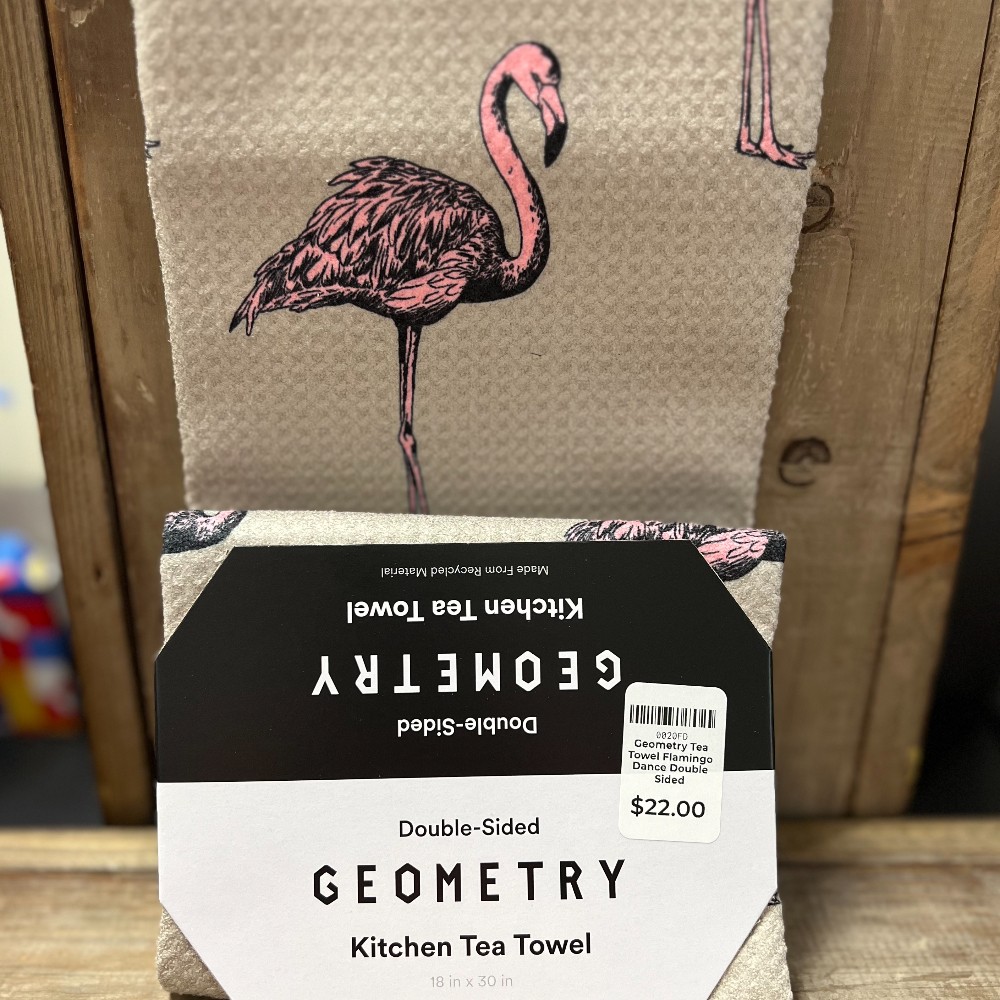 Made From Recycled Material
Kitchen Tea Towel
GEOMETRY
Double-Sided
0020FD
Geometry Tea
Towel Flamingo
Dance Double
Sided
$22.00
Double-Sided
GEOMETRY
Kitchen Tea Towel
18 in x 30 in